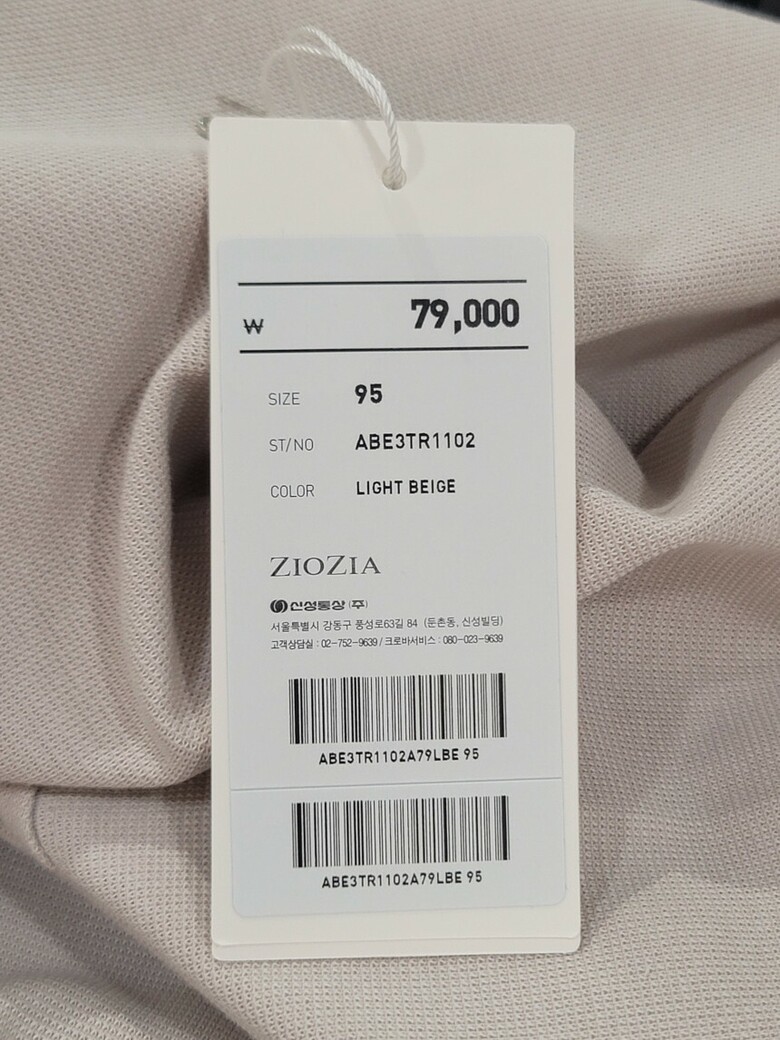 ₩ 79,000
SIZE 95
ST/NO ABE3TR1102
COLOR LIGHT BEIGE
ZIOZIA
신성통상(주)
서울특별시 강동구 풍성로63길 84 (둔촌동, 신성빌딩)
고객상담실 : 02-752-9639 / 크로바서비스 : 080-023-9639
ABE3TR1102A79LBE 95
ABE3TR1102A79LBE 95